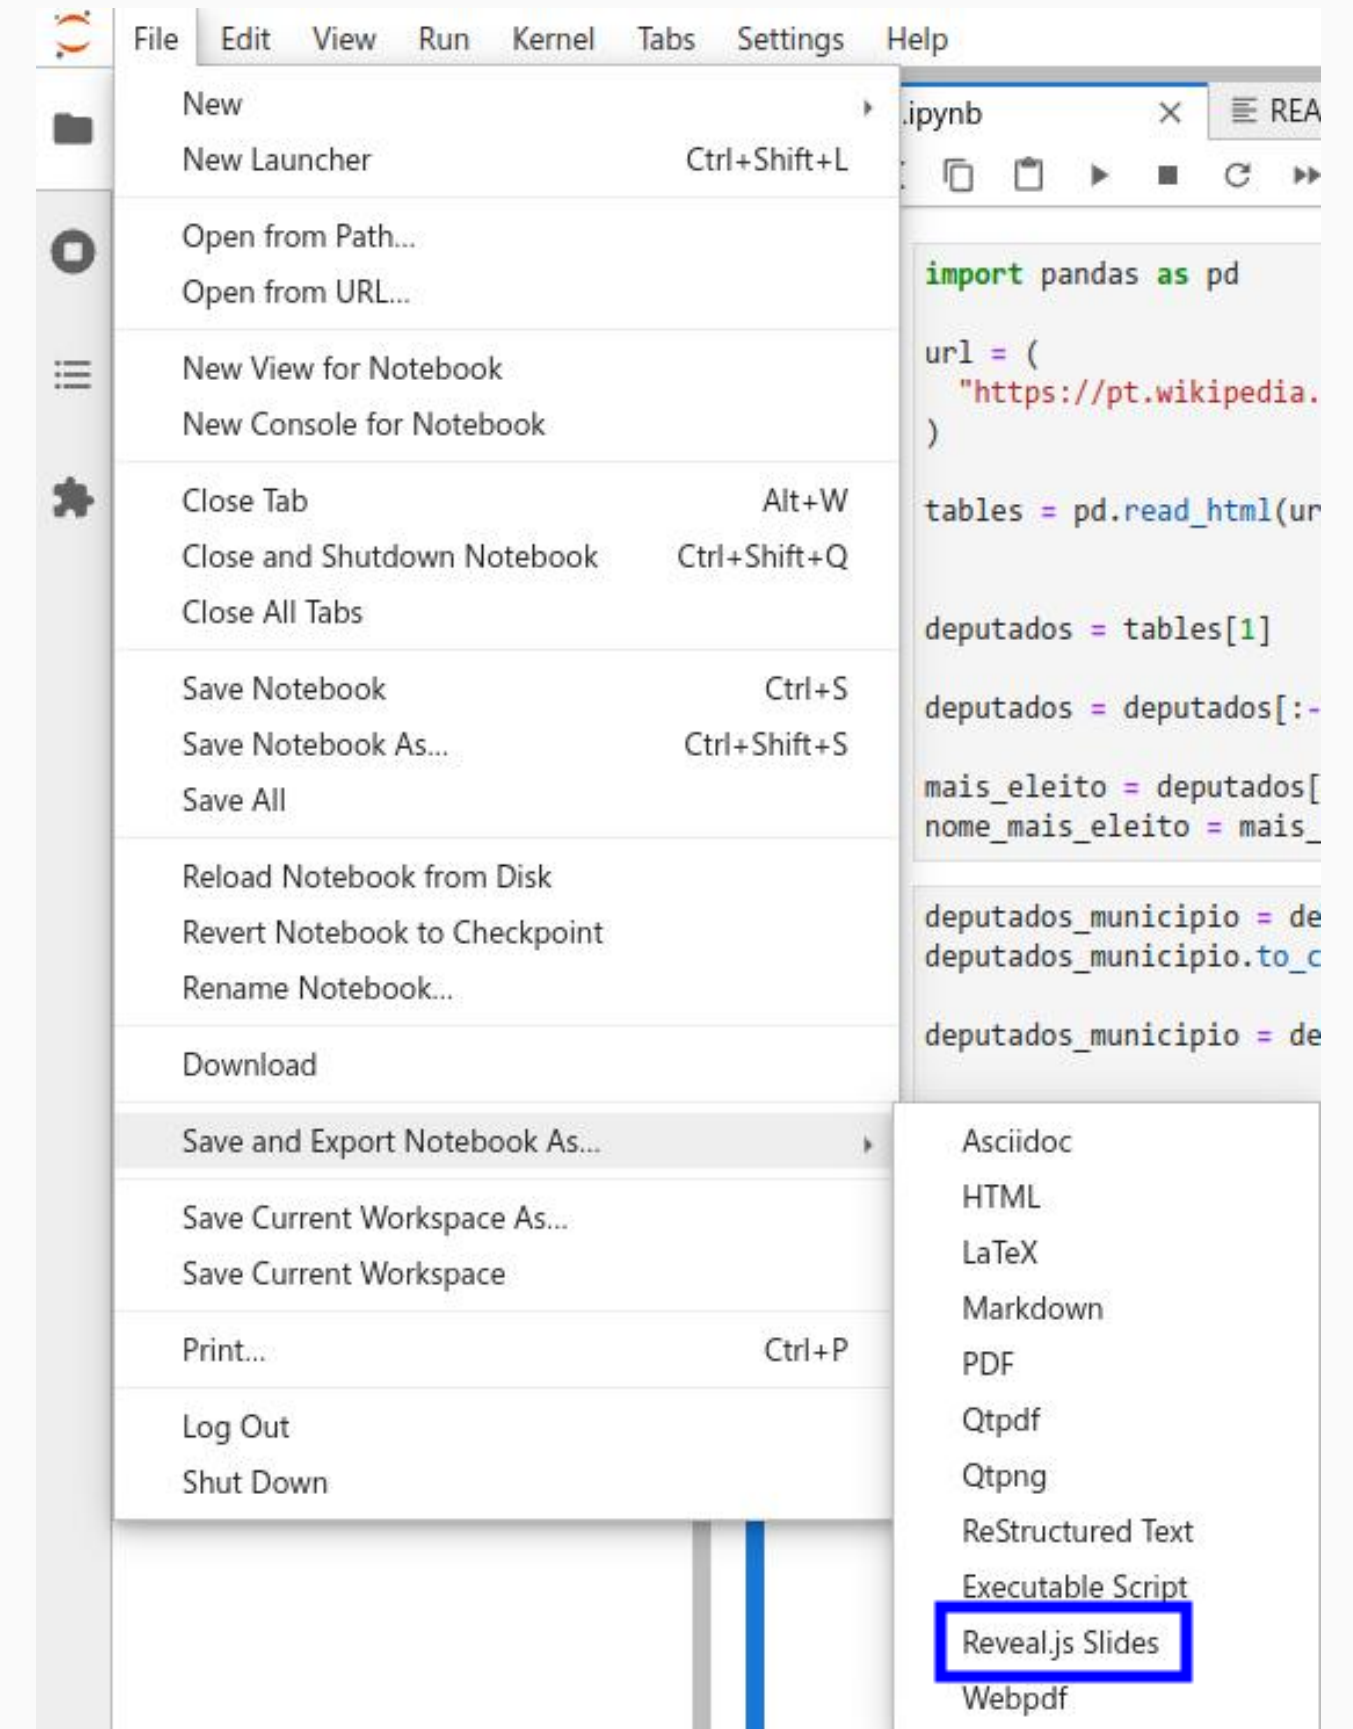 File Edit View Run Kernel Tabs Settings Help
New
New Launcher Ctrl+Shift+L
Open from Path...
Open from URL...
New View for Notebook
New Console for Notebook
Close Tab Alt+W
Close and Shutdown Notebook Ctrl+Shift+Q
Close All Tabs
Save Notebook Ctrl+S
Save Notebook As... Ctrl+Shift+S
Save All
Reload Notebook from Disk
Revert Notebook to Checkpoint
Rename Notebook...
Download
Save and Export Notebook As...
Save Current Workspace As...
Save Current Workspace
Print... Ctrl+P
Log Out
Shut Down
Asciidoc
HTML
LaTeX
Markdown
PDF
Qtpdf
Qtpng
ReStructured Text
Executable Script
Reveal.js Slides
Webpdf
.ipynb REA
import pandas as pd
url = (
"https://pt.wikipedia.
)
tables = pd.read_html(ur
deputados = tables[1]
deputados = deputados[:-
mais_eleito = deputados[
nome_mais_eleito = mais_
deputados_municipio = de
deputados_municipio.to_c
deputados_municipio = de